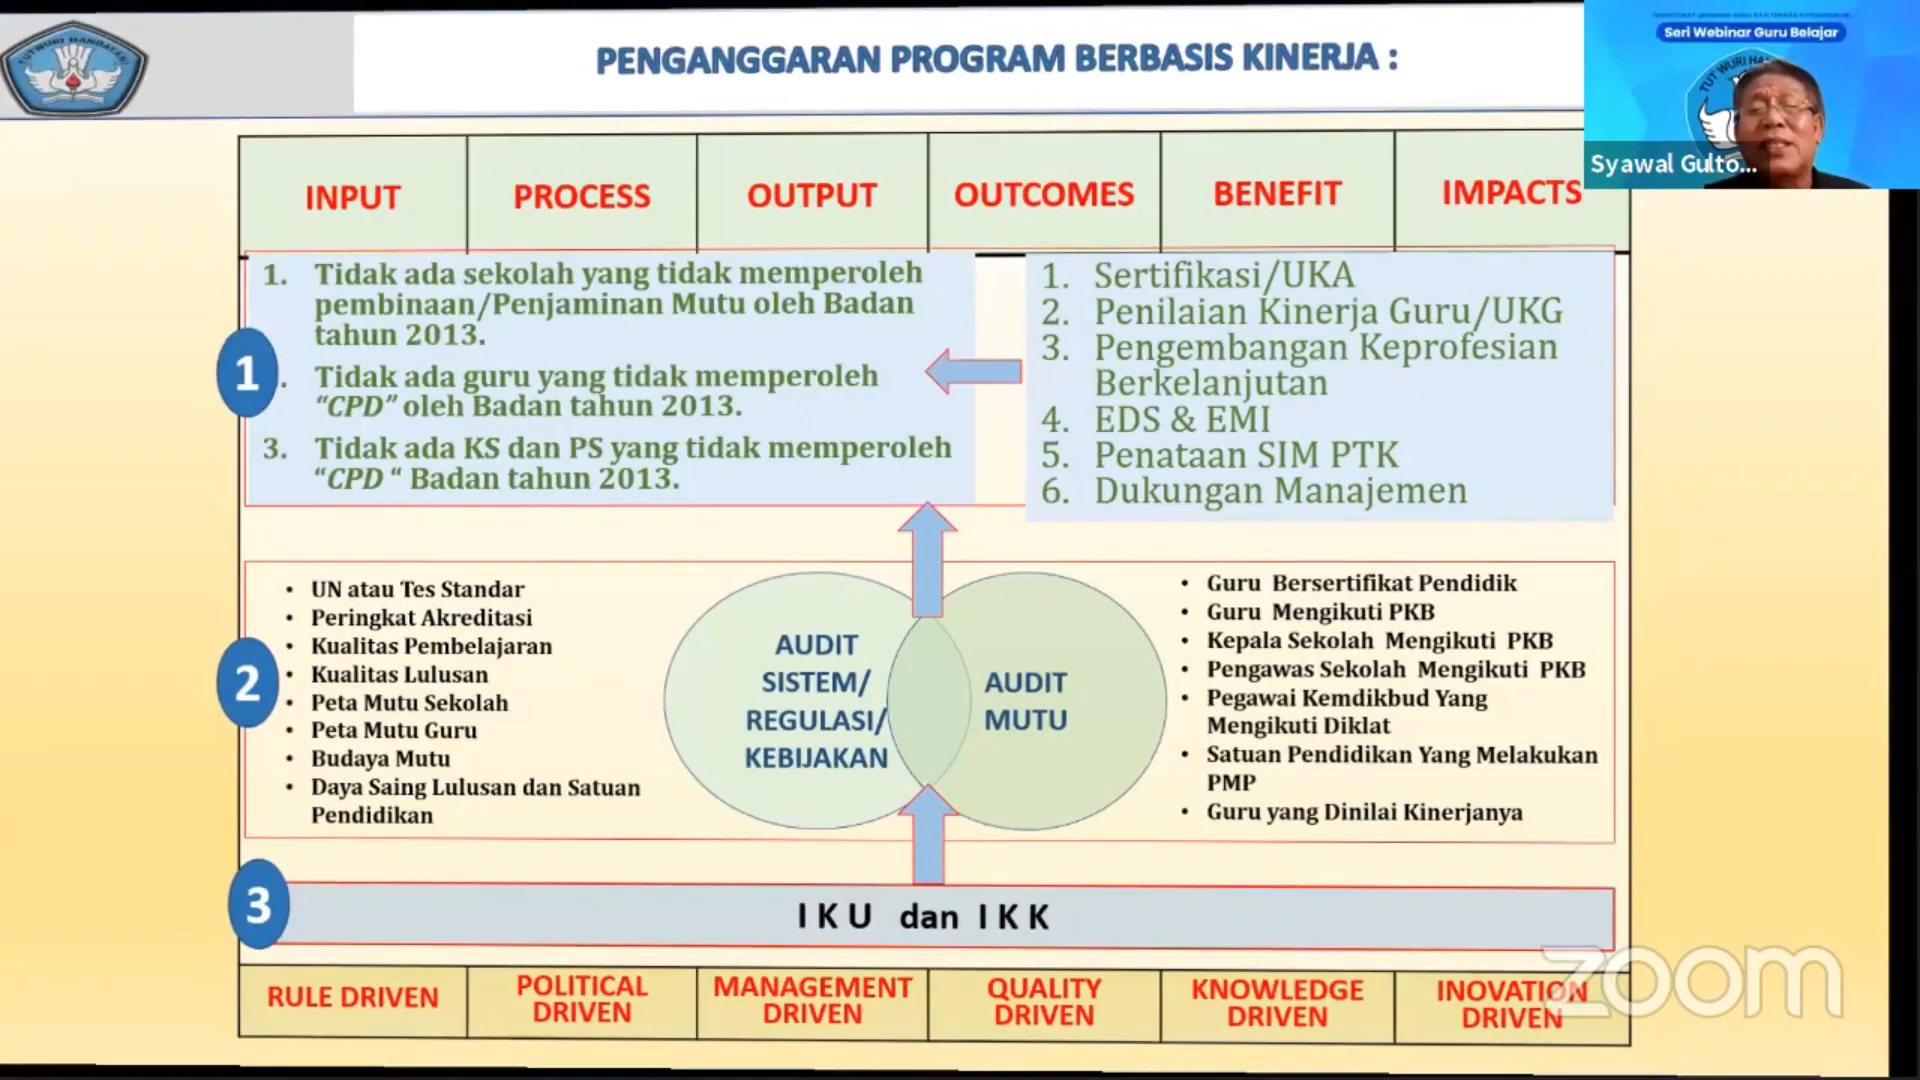 TUT WURI HANDAYANI
PENGANGGARAN PROGRAM BERBASIS KINERJA :
Seri Webinar Guru Belajar
TUT WURI HA
Syawal Gulto...
INPUT
PROCESS
OUTPUT
OUTCOMES
BENEFIT
IMPACTS
1
1. Tidak ada sekolah yang tidak memperoleh
pembinaan/Penjaminan Mutu oleh Badan
tahun 2013.
. Tidak ada guru yang tidak memperoleh
“CPD” oleh Badan tahun 2013.
3. Tidak ada KS dan PS yang tidak memperoleh
“CPD “ Badan tahun 2013.
1. Sertifikasi/UKA
2. Penilaian Kinerja Guru/UKG
3. Pengembangan Keprofesian
Berkelanjutan
4. EDS & EMI
5. Penataan SIM PTK
6. Dukungan Manajemen
2
• UN atau Tes Standar
• Peringkat Akreditasi
• Kualitas Pembelajaran
• Kualitas Lulusan
• Peta Mutu Sekolah
• Peta Mutu Guru
• Budaya Mutu
• Daya Saing Lulusan dan Satuan
Pendidikan
AUDIT
SISTEM/
REGULASI/
KEBIJAKAN
AUDIT
MUTU
• Guru Bersertifikat Pendidik
• Guru Mengikuti PKB
• Kepala Sekolah Mengikuti PKB
• Pengawas Sekolah Mengikuti PKB
• Pegawai Kemdikbud Yang
Mengikuti Diklat
• Satuan Pendidikan Yang Melakukan
PMP
• Guru yang Dinilai Kinerjanya
3
I K U dan I K K
RULE DRIVEN
POLITICAL
DRIVEN
MANAGEMENT
DRIVEN
QUALITY
DRIVEN
KNOWLEDGE
DRIVEN
INOVATION
DRIVEN
zoom